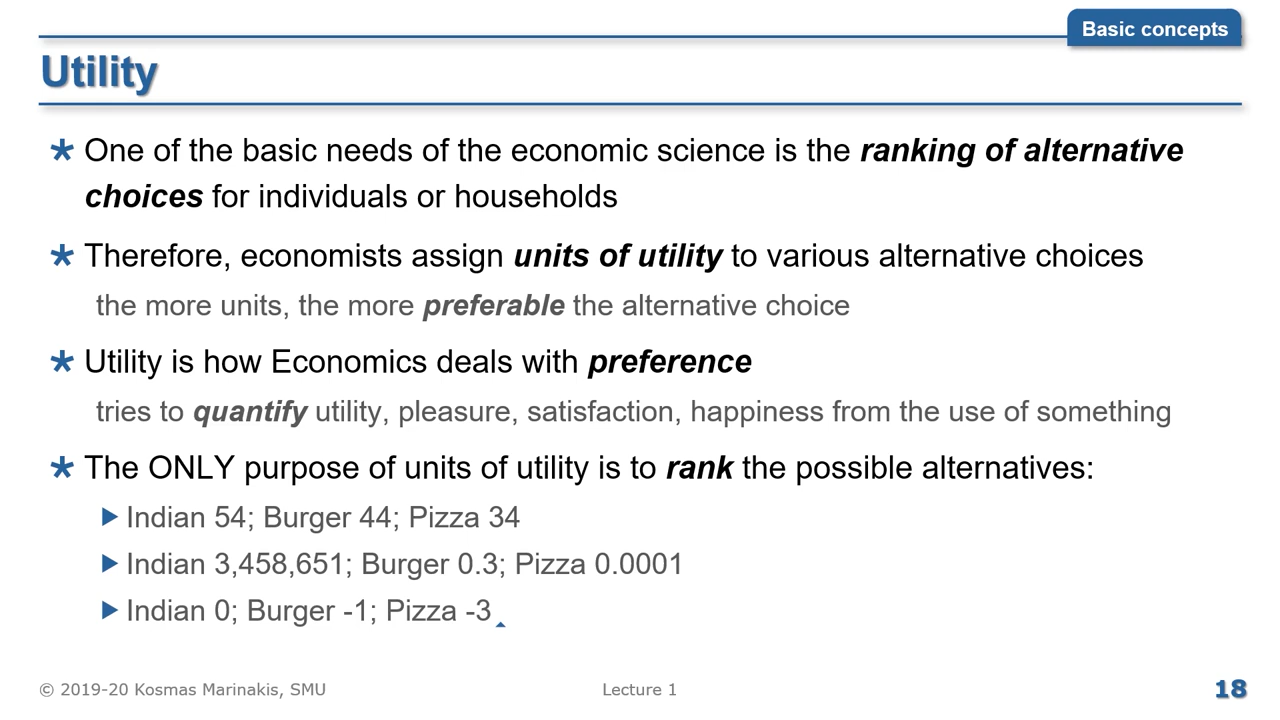 Basic concepts
Utility
* One of the basic needs of the economic science is the ranking of alternative
choices for individuals or households
* Therefore, economists assign units of utility to various alternative choices
the more units, the more preferable the alternative choice
* Utility is how Economics deals with preference
tries to quantify utility, pleasure, satisfaction, happiness from the use of something
* The ONLY purpose of units of utility is to rank the possible alternatives:
▶ Indian 54; Burger 44; Pizza 34
▶ Indian 3,458,651; Burger 0.3; Pizza 0.0001
▶ Indian 0; Burger -1; Pizza -3
© 2019-20 Kosmas Marinakis, SMU
Lecture 1
18